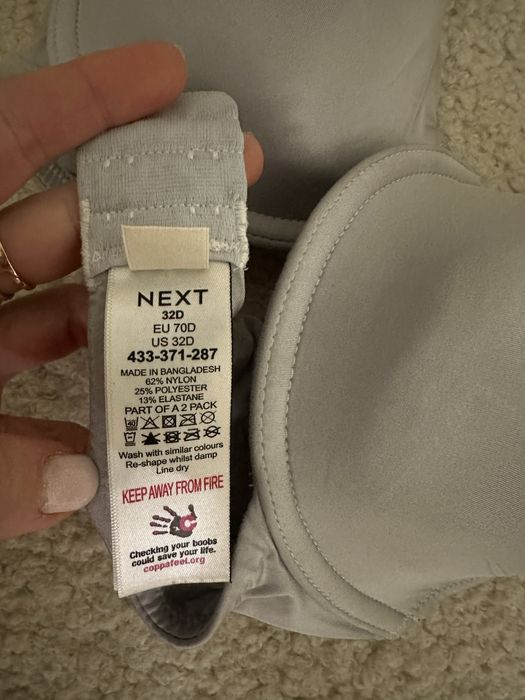 NEXT
32D
EU 70D
US 32D
433-371-287
MADE IN BANGLADESH
62% NYLON
25% POLYESTER
13% ELASTANE
PART OF A 2 PACK
40
Wash with similar colours
Re-shape whilst damp
Line dry
KEEP AWAY FROM FIRE
Checking your boobs
could save your life.
coppafeel.org